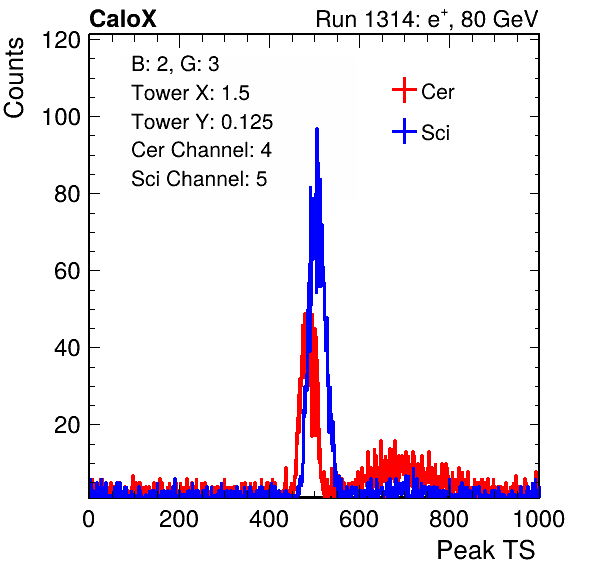 CaloX Run 1314: e⁺, 80 GeV
B: 2, G: 3
Tower X: 1.5
Tower Y: 0.125
Cer Channel: 4
Sci Channel: 5
Cer
Sci
Counts
120
100
80
60
40
20
0 200 400 600 800 1000
Peak TS